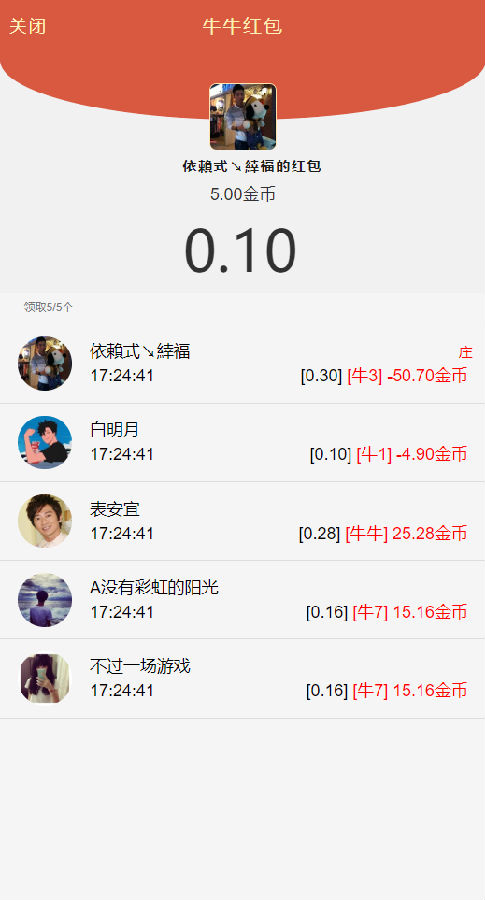 关闭 牛牛红包
依賴式↘綷福的红包
5.00金币
0.10
领取5/5个
依賴式↘綷福 庄
17:24:41 [0.30] [牛3] -50.70金币
白明月
17:24:41 [0.10] [牛1] -4.90金币
表安宜
17:24:41 [0.28] [牛牛] 25.28金币
A没有彩虹的阳光
17:24:41 [0.16] [牛7] 15.16金币
不过一场游戏
17:24:41 [0.16] [牛7] 15.16金币